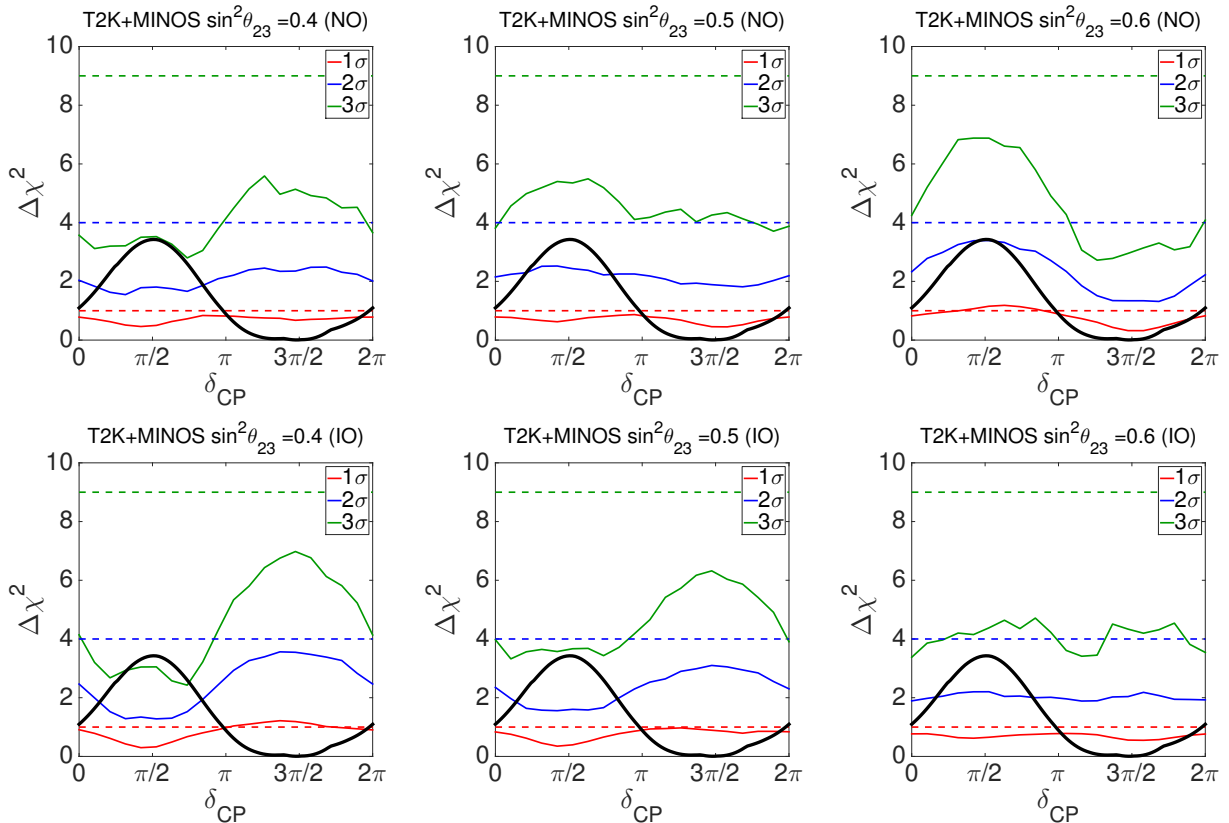 T2K+MINOS sin²θ₂₃ =0.4 (NO)
10
8
6
4
2
0
Δχ²
1σ
2σ
3σ
0 π/2 π 3π/2 2π
δCP
T2K+MINOS sin²θ₂₃ =0.5 (NO)
10
8
6
4
2
0
Δχ²
1σ
2σ
3σ
0 π/2 π 3π/2 2π
δCP
T2K+MINOS sin²θ₂₃ =0.6 (NO)
10
8
6
4
2
0
Δχ²
1σ
2σ
3σ
0 π/2 π 3π/2 2π
δCP
T2K+MINOS sin²θ₂₃ =0.4 (IO)
10
8
6
4
2
0
Δχ²
1σ
2σ
3σ
0 π/2 π 3π/2 2π
δCP
T2K+MINOS sin²θ₂₃ =0.5 (IO)
10
8
6
4
2
0
Δχ²
1σ
2σ
3σ
0 π/2 π 3π/2 2π
δCP
T2K+MINOS sin²θ₂₃ =0.6 (IO)
10
8
6
4
2
0
Δχ²
1σ
2σ
3σ
0 π/2 π 3π/2 2π
δCP